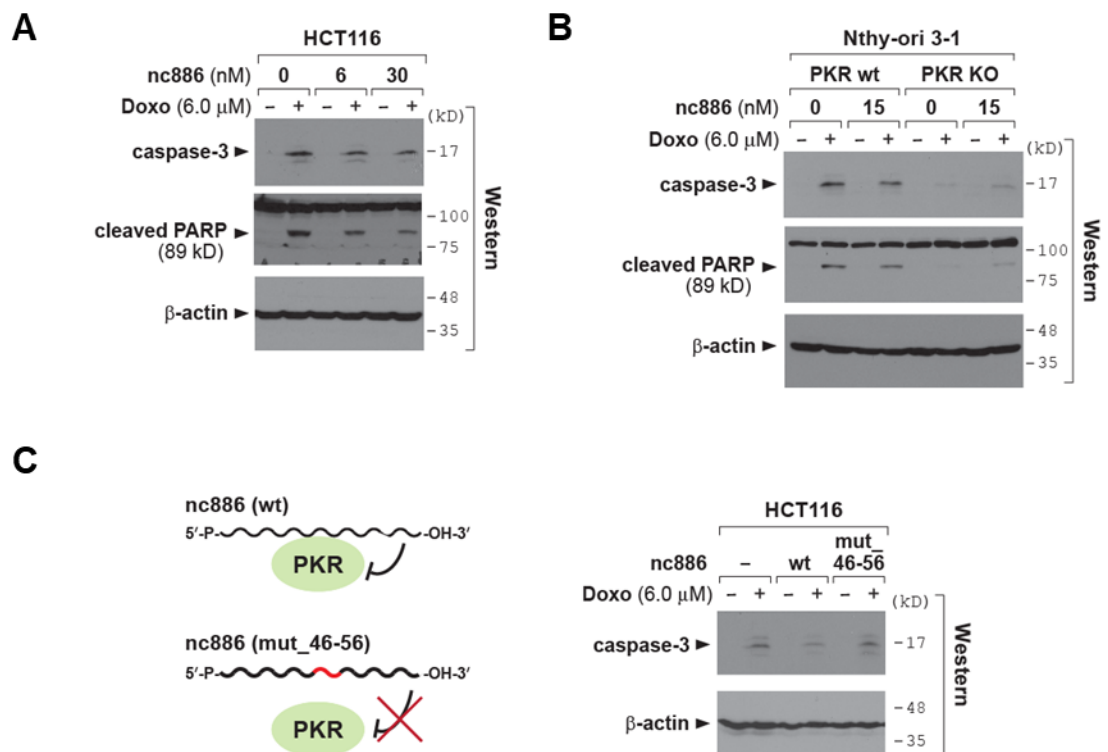 A
HCT116
nc886 (nM) 0 6 30
Doxo (6.0 µM) – + – + – +
(kD)
caspase-3 – 17
– 100
cleaved PARP
(89 kD)
– 75
– 48
β-actin
– 35
Western
B
Nthy-ori 3-1
PKR wt PKR KO
nc886 (nM) 0 15 0 15
Doxo (6.0 µM) – + – + – + – +
(kD)
caspase-3 – 17
– 100
cleaved PARP
(89 kD)
– 75
– 48
β-actin
– 35
Western
C
nc886 (wt)
5′-P- -OH-3′
PKR
nc886 (mut_46-56)
5′-P- -OH-3′
PKR
HCT116
nc886 – wt mut_
46-56
Doxo (6.0 µM) – + – + – +
(kD)
caspase-3 – 17
– 48
β-actin
– 35
Western